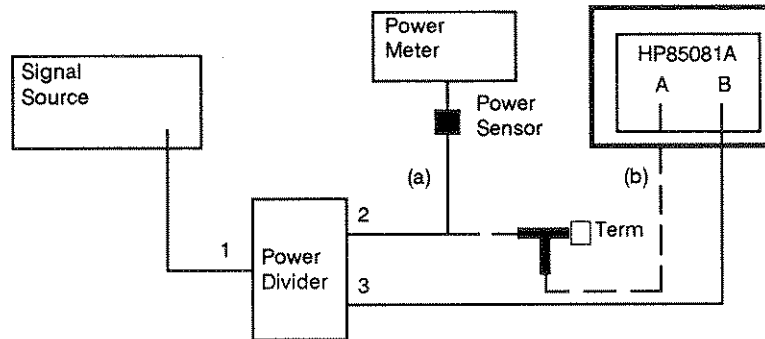 Signal
Source
Power
Meter
Power
Sensor
HP85081A
A B
(a)
(b)
1
2
3
Power
Divider
Term